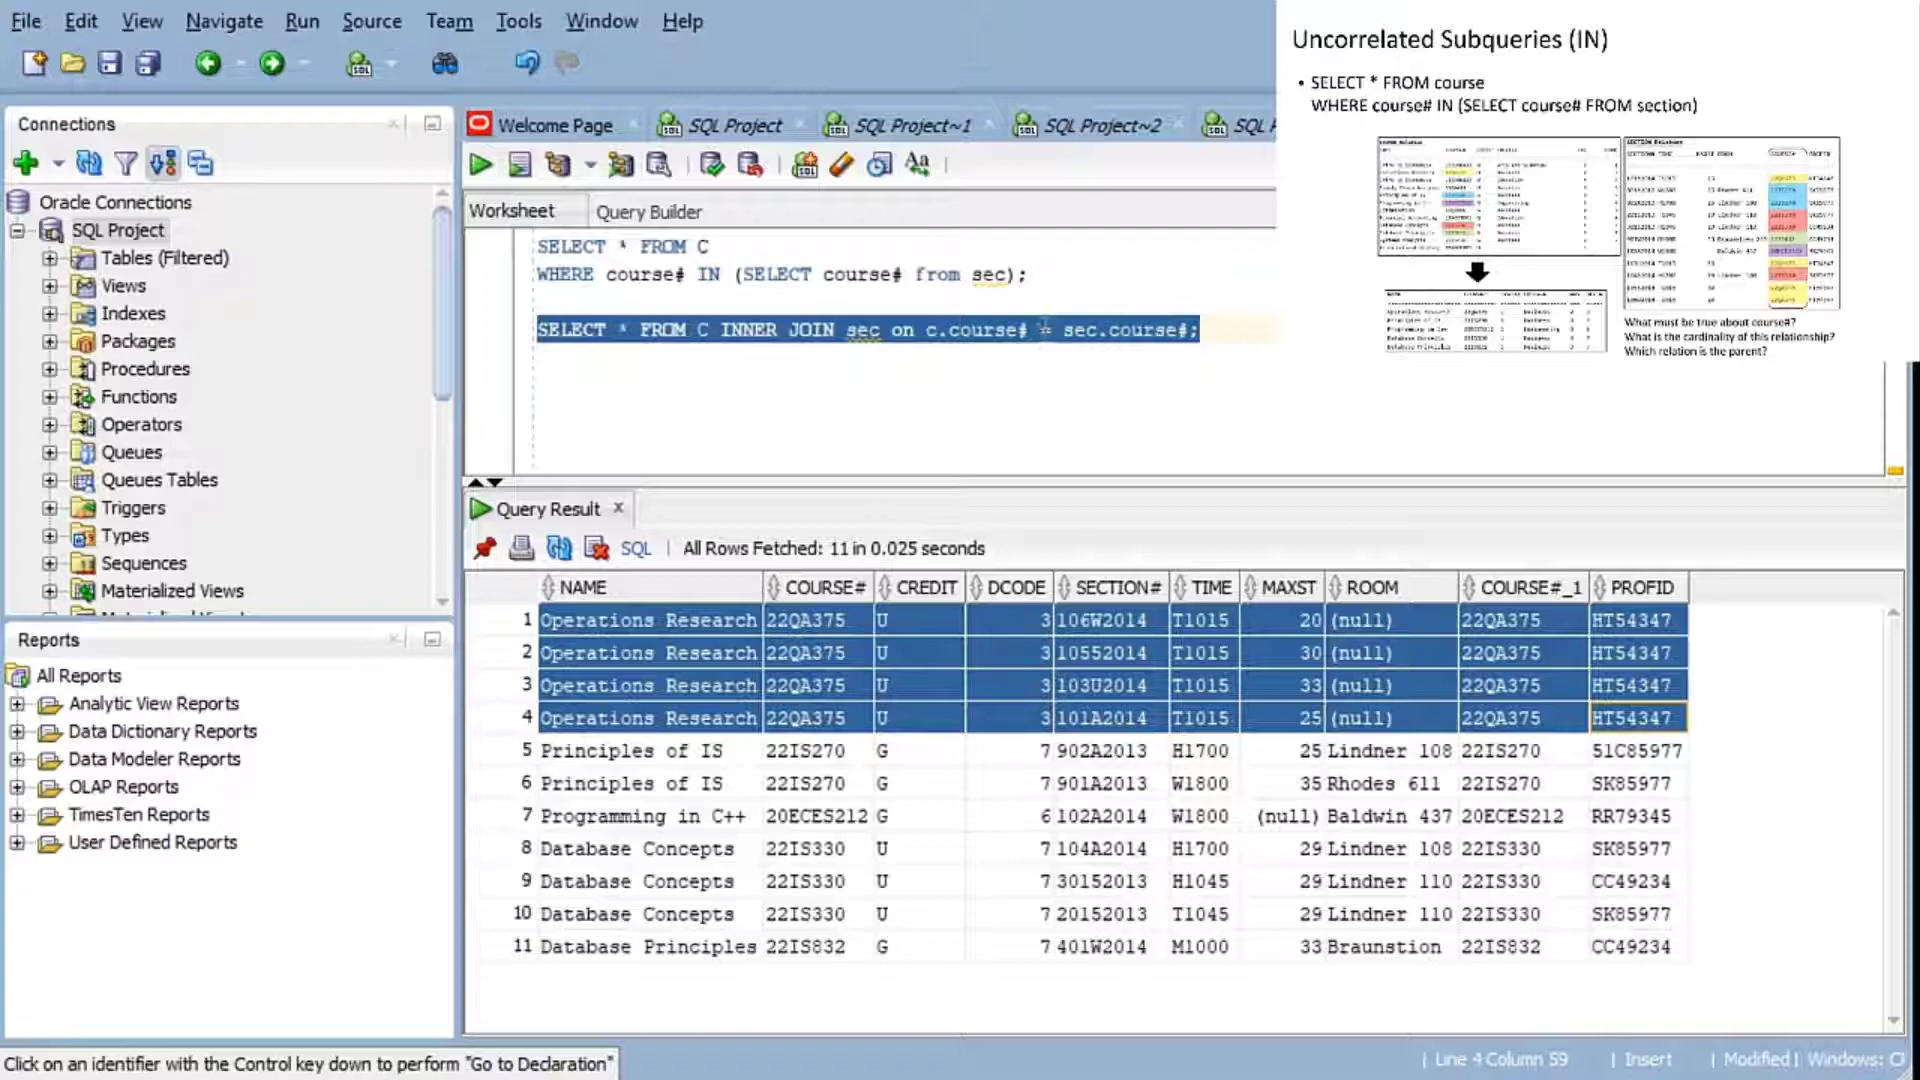 File Edit View Navigate Run Source Team Tools Window Help
Uncorrelated Subqueries (IN)
• SELECT * FROM course
WHERE course# IN (SELECT course# FROM section)
What must be true about course#?
What is the cardinality of this relationship?
Which relation is the parent?
Connections
Oracle Connections
SQL Project
Tables (Filtered)
Views
Indexes
Packages
Procedures
Functions
Operators
Queues
Queues Tables
Triggers
Types
Sequences
Materialized Views
Reports
All Reports
Analytic View Reports
Data Dictionary Reports
Data Modeler Reports
OLAP Reports
TimesTen Reports
User Defined Reports
Welcome Page SQL Project SQL Project~1 SQL Project~2 SQL
Worksheet Query Builder
SELECT * FROM C
WHERE course# IN (SELECT course# from sec);
SELECT * FROM C INNER JOIN sec on c.course# = sec.course#;
Query Result
SQL | All Rows Fetched: 11 in 0.025 seconds
NAME COURSE# CREDIT DCODE SECTION# TIME MAXST ROOM COURSE#_1 PROFID
1 Operations Research 22QA375 U 3 106W2014 T1015 20 (null) 22QA375 HT54347
2 Operations Research 22QA375 U 3 10552014 T1015 30 (null) 22QA375 HT54347
3 Operations Research 22QA375 U 3 103U2014 T1015 33 (null) 22QA375 HT54347
4 Operations Research 22QA375 U 3 101A2014 T1015 25 (null) 22QA375 HT54347
5 Principles of IS 22IS270 G 7 902A2013 H1700 25 Lindner 108 22IS270 51C85977
6 Principles of IS 22IS270 G 7 901A2013 W1800 35 Rhodes 611 22IS270 SK85977
7 Programming in C++ 20ECES212 G 6 102A2014 W1800 (null) Baldwin 437 20ECES212 RR79345
8 Database Concepts 22IS330 U 7 104A2014 H1700 29 Lindner 108 22IS330 SK85977
9 Database Concepts 22IS330 U 7 30152013 H1045 29 Lindner 110 22IS330 CC49234
10 Database Concepts 22IS330 U 7 20152013 T1045 29 Lindner 110 22IS330 SK85977
11 Database Principles 22IS832 G 7 401W2014 M1000 33 Braunstion 22IS832 CC49234
Click on an identifier with the Control key down to perform "Go to Declaration"
| Line 4 Column 59 | Insert | Modified | Windows: